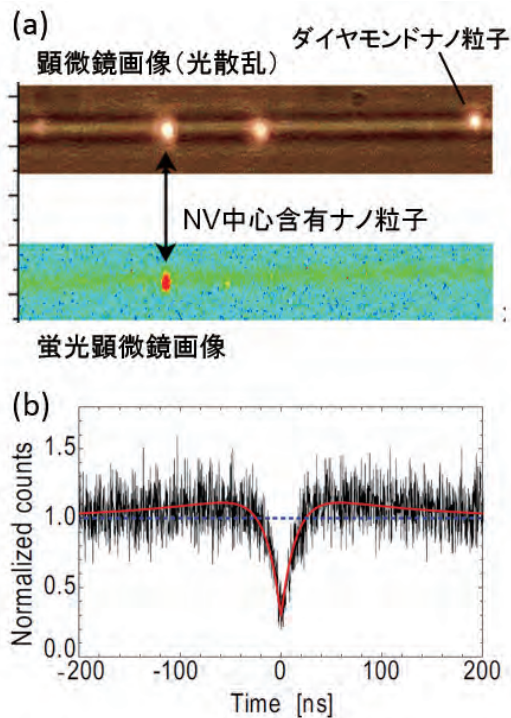 (a)
顕微鏡画像(光散乱)
ダイヤモンドナノ粒子
NV中心含有ナノ粒子
蛍光顕微鏡画像
(b)
Normalized counts
1.5
1.0
0.5
0.0
-200
-100
0
100
200
Time [ns]